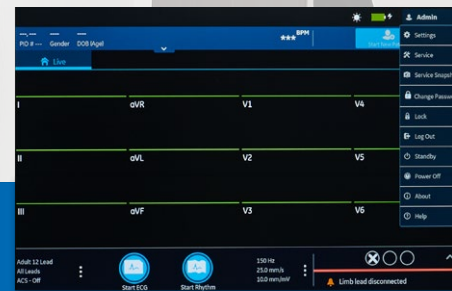 Admin
--,-- --
PID # --- Gender DOB (Age)
*** BPM
Live
Settings
Service
Service Snapsh
Change Passw
Lock
Log Out
Standby
Power Off
About
Help
I aVR V1 V4
II aVL V2 V5
III aVF V3 V6
Adult 12 Lead
All Leads
ACS - Off
Start ECG
Start Rhythm
150 Hz
25.0 mm/s
10.0 mm/mV
Limb lead disconnected